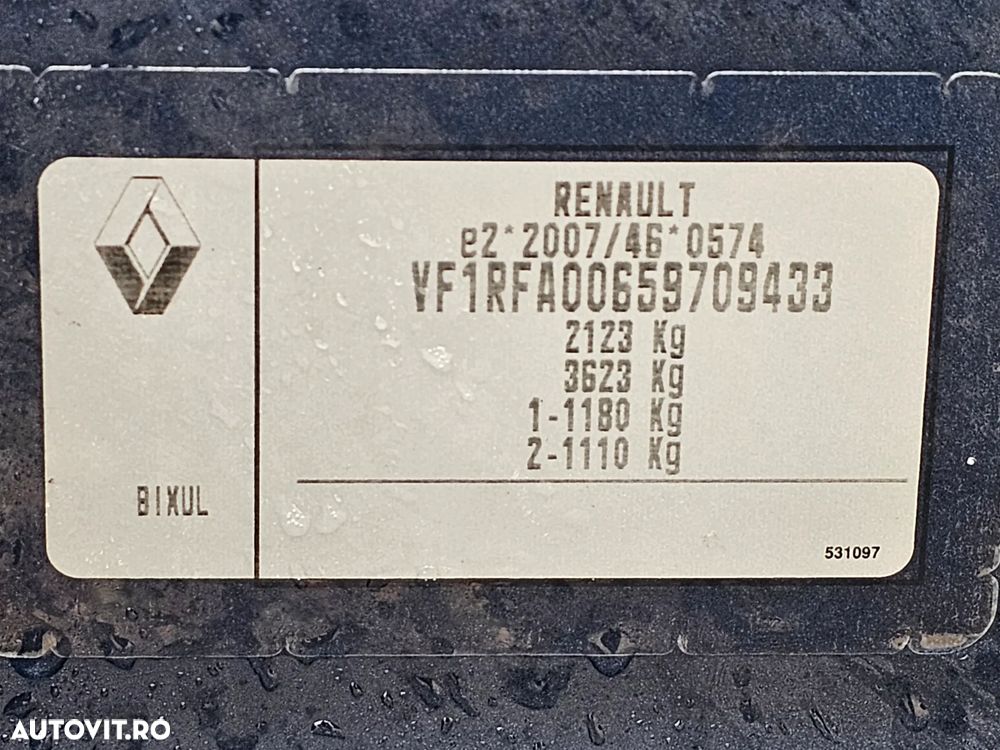 RENAULT
e2*2007/46*0574
VF1RFA00659709433
2123 Kg
3623 Kg
1-1180 Kg
2-1110 Kg
BIXUL
531097
AUTOVIT.RO